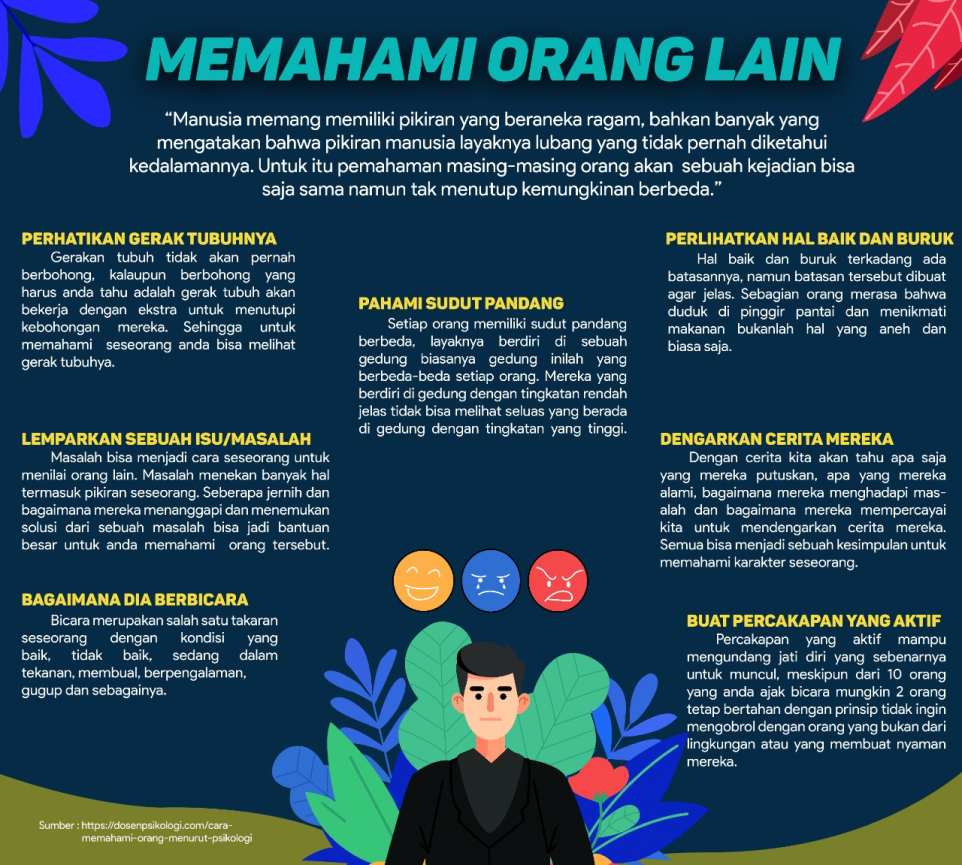 MEMAHAMI ORANG LAIN
“Manusia memang memiliki pikiran yang beraneka ragam, bahkan banyak yang
mengatakan bahwa pikiran manusia layaknya lubang yang tidak pernah diketahui
kedalamannya. Untuk itu pemahaman masing-masing orang akan sebuah kejadian bisa
saja sama namun tak menutup kemungkinan berbeda.”
PERHATIKAN GERAK TUBUHNYA
Gerakan tubuh tidak akan pernah
berbohong, kalaupun berbohong yang
harus anda tahu adalah gerak tubuh akan
bekerja dengan ekstra untuk menutupi
kebohongan mereka. Sehingga untuk
memahami seseorang anda bisa melihat
gerak tubuhya.
LEMPARKAN SEBUAH ISU/MASALAH
Masalah bisa menjadi cara seseorang untuk
menilai orang lain. Masalah menekan banyak hal
termasuk pikiran seseorang. Seberapa jernih dan
bagaimana mereka menanggapi dan menemukan
solusi dari sebuah masalah bisa jadi bantuan
besar untuk anda memahami orang tersebut.
BAGAIMANA DIA BERBICARA
Bicara merupakan salah satu takaran
seseorang dengan kondisi yang
baik, tidak baik, sedang dalam
tekanan, membual, berpengalaman,
gugup dan sebagainya.
PAHAMI SUDUT PANDANG
Setiap orang memiliki sudut pandang
berbeda, layaknya berdiri di sebuah
gedung biasanya gedung inilah yang
berbeda-beda setiap orang. Mereka yang
berdiri di gedung dengan tingkatan rendah
jelas tidak bisa melihat seluas yang berada
di gedung dengan tingkatan yang tinggi.
PERLIHATKAN HAL BAIK DAN BURUK
Hal baik dan buruk terkadang ada
batasannya, namun batasan tersebut dibuat
agar jelas. Sebagian orang merasa bahwa
duduk di pinggir pantai dan menikmati
makanan bukanlah hal yang aneh dan
biasa saja.
DENGARKAN CERITA MEREKA
Dengan cerita kita akan tahu apa saja
yang mereka putuskan, apa yang mereka
alami, bagaimana mereka menghadapi mas-
alah dan bagaimana mereka mempercayai
kita untuk mendengarkan cerita mereka.
Semua bisa menjadi sebuah kesimpulan untuk
memahami karakter seseorang.
BUAT PERCAKAPAN YANG AKTIF
Percakapan yang aktif mampu
mengundang jati diri yang sebenarnya
untuk muncul, meskipun dari 10 orang
yang anda ajak bicara mungkin 2 orang
tetap bertahan dengan prinsip tidak ingin
mengobrol dengan orang yang bukan dari
lingkungan atau yang membuat nyaman
mereka.
Sumber : https://dosenpsikologi.com/cara-
memahami-orang-menurut-psikologi